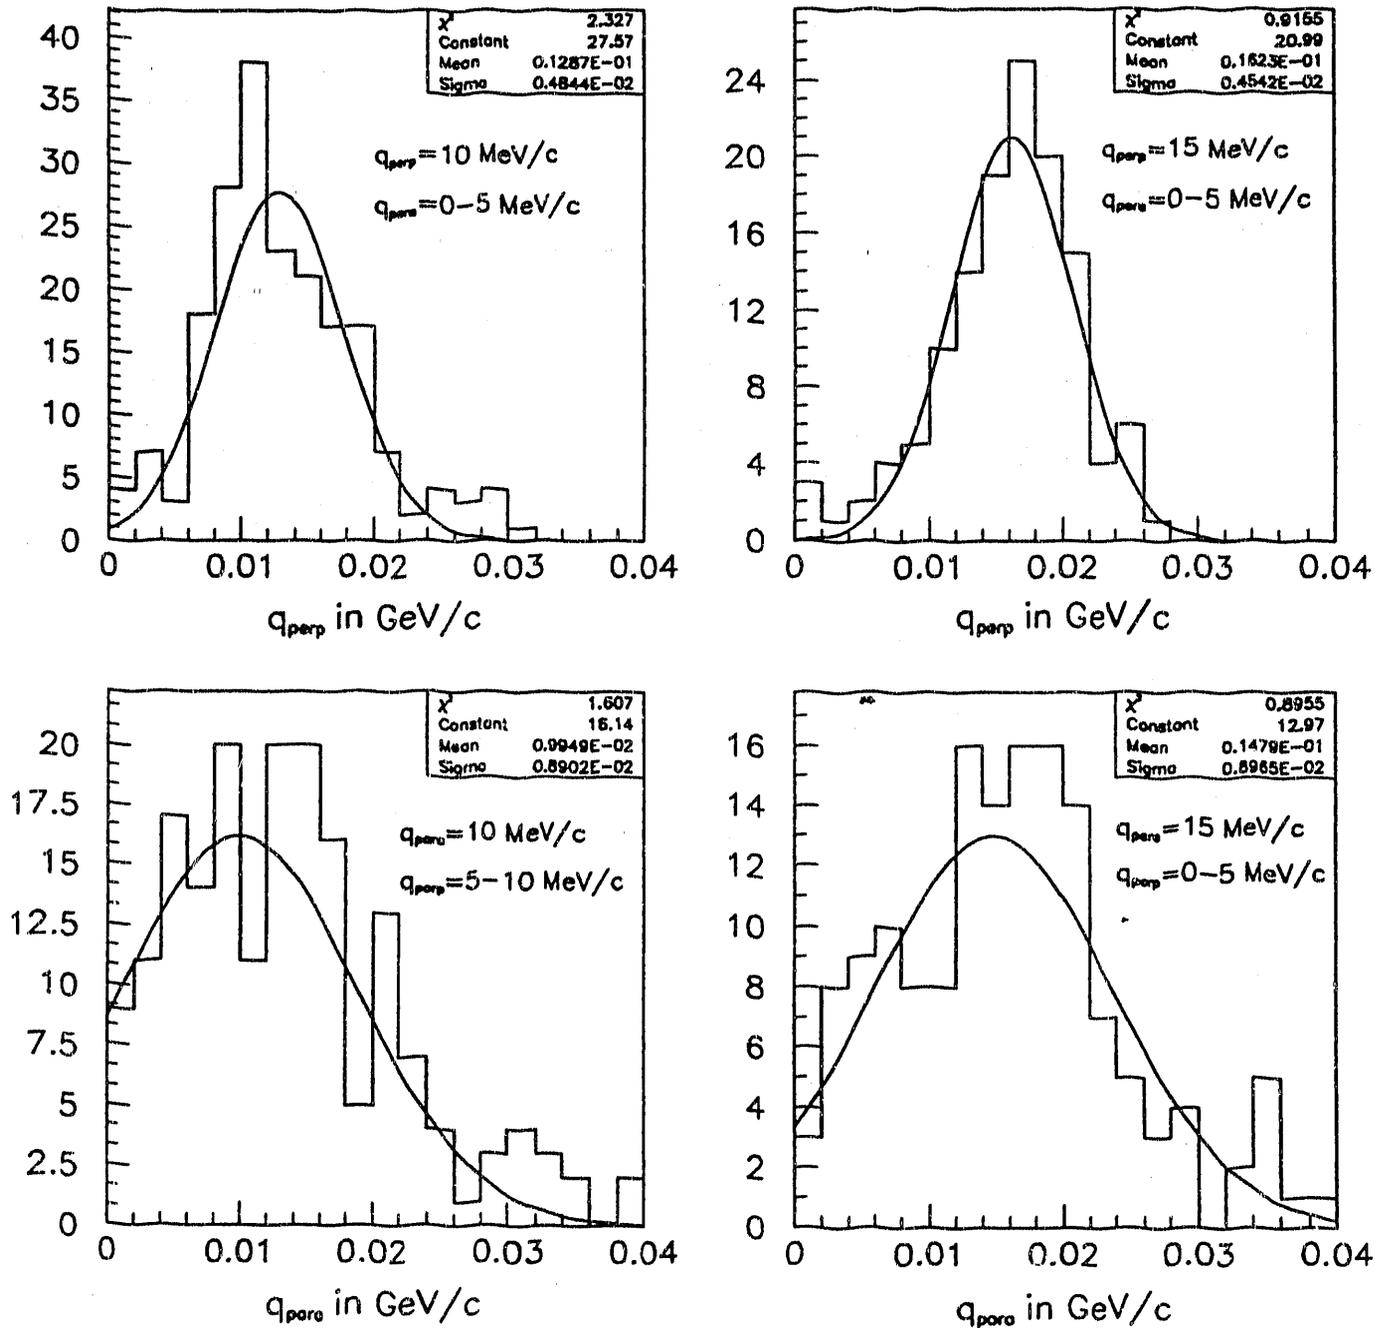 χ² 2.327
Constant 27.57
Mean 0.1287E-01
Sigma 0.4844E-02
q_perp=10 MeV/c
q_para=0-5 MeV/c
40
35
30
25
20
15
10
5
0
0 0.01 0.02 0.03 0.04
q_perp in GeV/c
χ² 0.9155
Constant 20.99
Mean 0.1623E-01
Sigma 0.4542E-02
q_perp=15 MeV/c
q_para=0-5 MeV/c
24
20
16
12
8
4
0
0 0.01 0.02 0.03 0.04
q_perp in GeV/c
χ² 1.607
Constant 16.14
Mean 0.9949E-02
Sigma 0.8902E-02
q_para=10 MeV/c
q_perp=5-10 MeV/c
20
17.5
15
12.5
10
7.5
5
2.5
0
0 0.01 0.02 0.03 0.04
q_para in GeV/c
χ² 0.8955
Constant 12.97
Mean 0.1479E-01
Sigma 0.8965E-02
q_para=15 MeV/c
q_perp=0-5 MeV/c
16
14
12
10
8
6
4
2
0
0 0.01 0.02 0.03 0.04
q_para in GeV/c